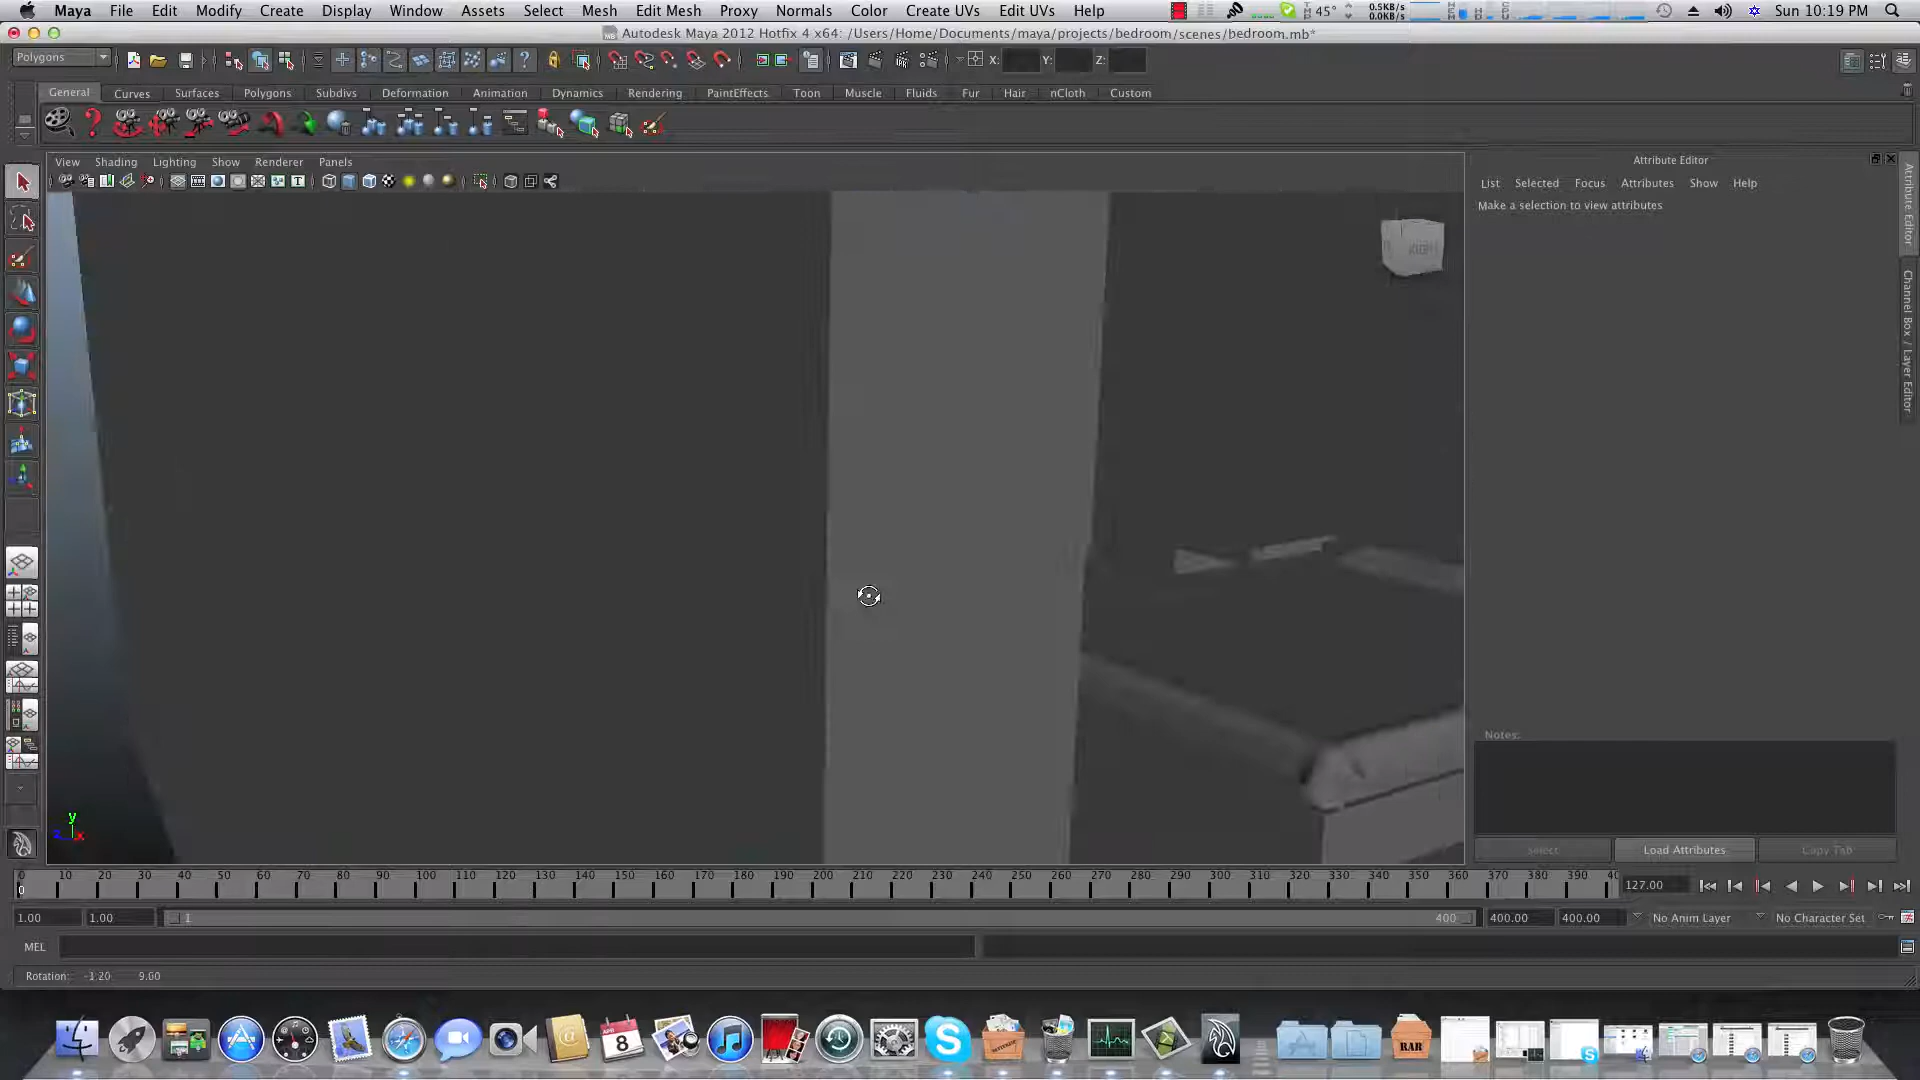 Maya File Edit Modify Create Display Window Assets Select Mesh Edit Mesh Proxy Normals Color Create UVs Edit UVs Help 45° 0.5KB/s 0.0KB/s Sun 10:19 PM
Autodesk Maya 2012 Hotfix 4 x64: /Users/Home/Documents/maya/projects/bedroom/scenes/bedroom.mb*
Polygons X: Y: Z:
General Curves Surfaces Polygons Subdivs Deformation Animation Dynamics Rendering PaintEffects Toon Muscle Fluids Fur Hair nCloth Custom
View Shading Lighting Show Renderer Panels
Attribute Editor
List Selected Focus Attributes Show Help
Make a selection to view attributes
Attribute Editor
Channel Box / Layer Editor
RIGHT
Notes:
y
z x
Select Load Attributes Copy Tab
0 10 20 30 40 50 60 70 80 90 100 110 120 130 140 150 160 170 180 190 200 210 220 230 240 250 260 270 280 290 300 310 320 330 340 350 360 370 380 390 40
0
127.00
1.00 1.00 1 400 400.00 400.00 No Anim Layer No Character Set
MEL
Rotation: -1.20 9.00
APR
8
RAR